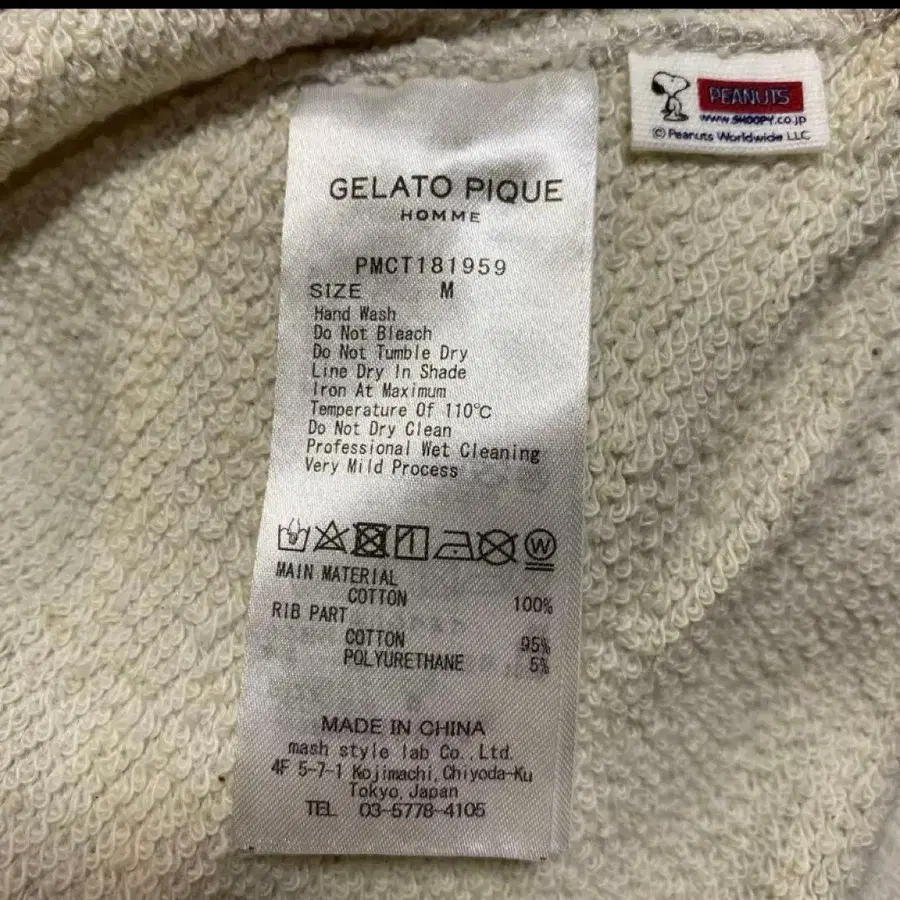 PEANUTS
www.SNOOPY.co.jp
© Peanuts Worldwide LLC
GELATO PIQUE
HOMME
PMCT181959
SIZE M
Hand Wash
Do Not Bleach
Do Not Tumble Dry
Line Dry In Shade
Iron At Maximum
Temperature Of 110℃
Do Not Dry Clean
Professional Wet Cleaning
Very Mild Process
W
MAIN MATERIAL
COTTON 100%
RIB PART
COTTON 95%
POLYURETHANE 5%
MADE IN CHINA
mash style lab Co.,Ltd.
4F 5-7-1 Kojimachi,Chiyoda-Ku
Tokyo,Japan
TEL 03-5778-4105